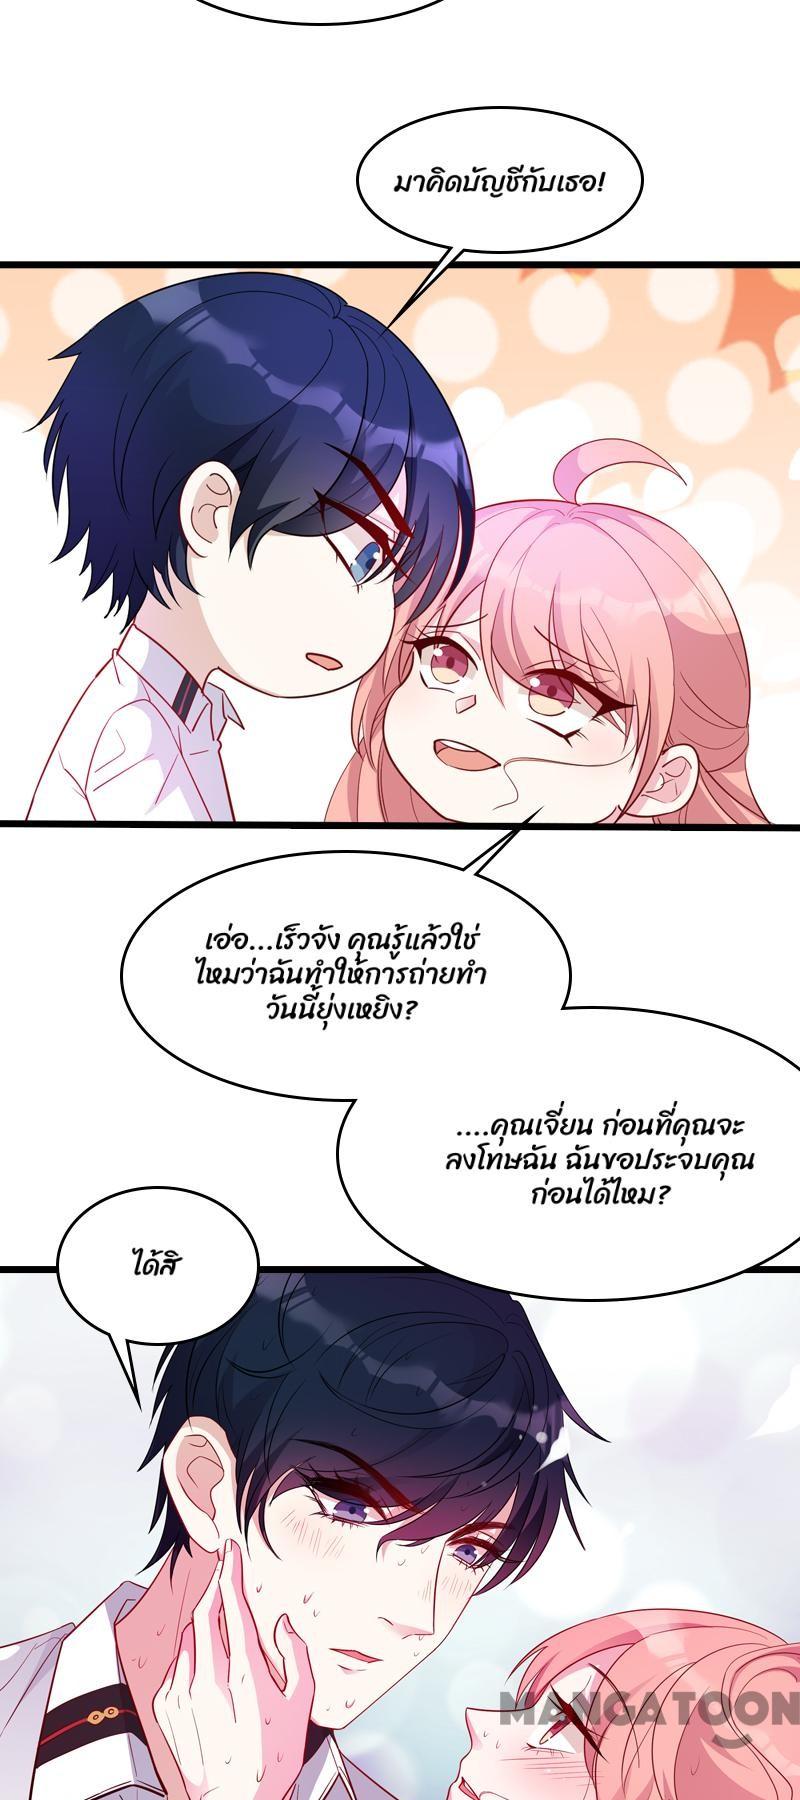 มาคิดบัญชีกับเธอ!
เอ่อ...เร็วจัง คุณรู้แล้วใช่
ไหมว่าฉันทำให้การถ่ายทำ
วันนี้ยุ่งเหยิง?
....คุณเจี่ยน ก่อนที่คุณจะ
ลงโทษฉัน ฉันขอประจบคุณ
ก่อนได้ไหม?
ได้สิ
MANGATOON